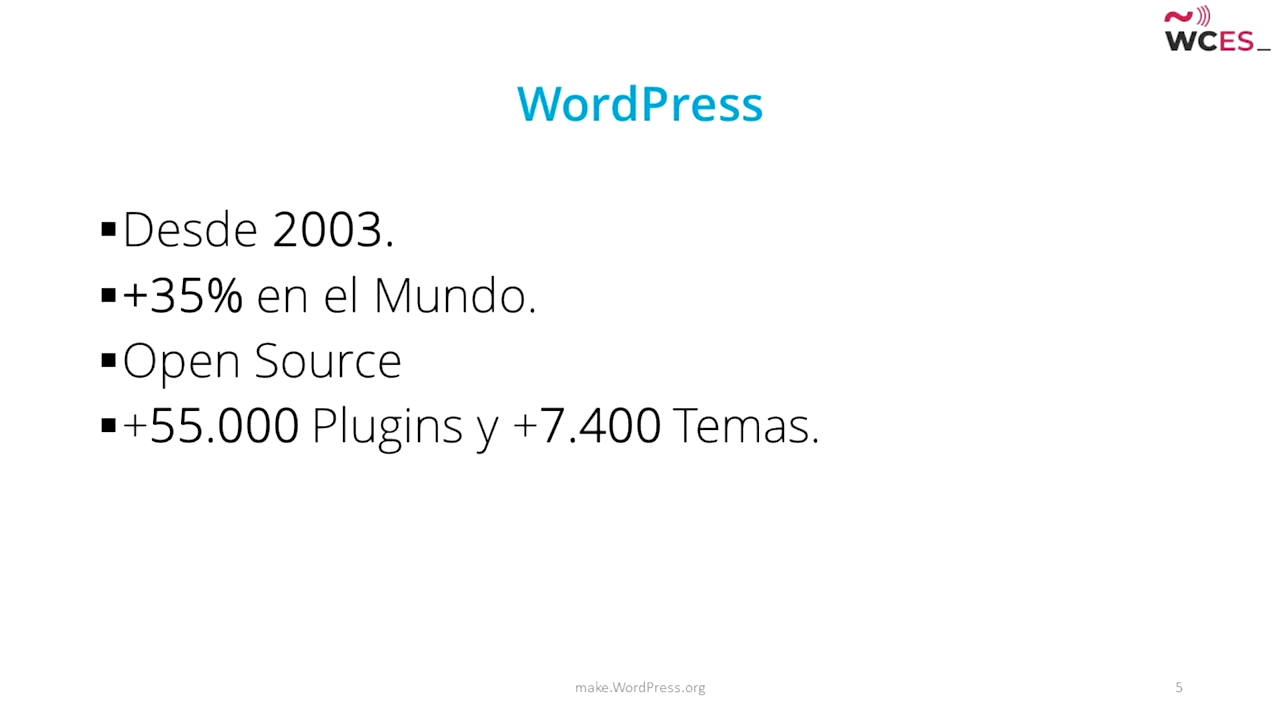 WCES_
WordPress
▪Desde 2003.
▪+35% en el Mundo.
▪Open Source
▪+55.000 Plugins y +7.400 Temas.
make.WordPress.org
5